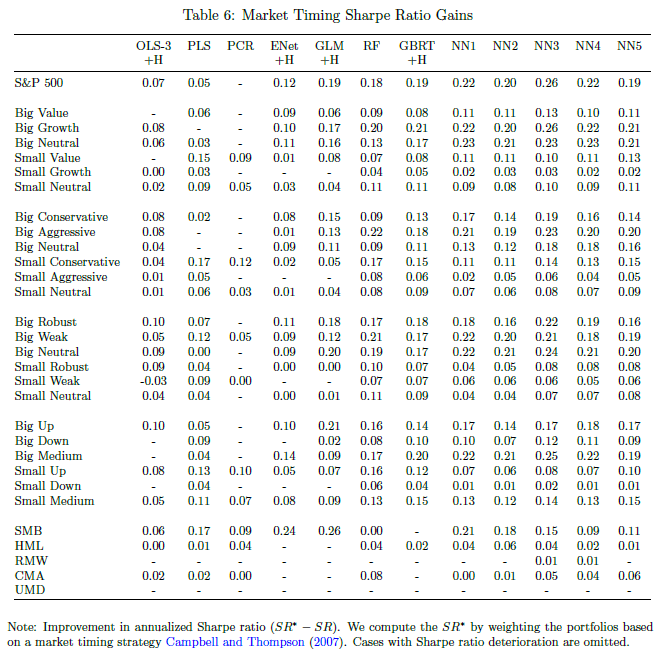 Table 6: Market Timing Sharpe Ratio Gains
OLS-3 PLS PCR ENet GLM RF GBRT NN1 NN2 NN3 NN4 NN5
+H +H +H +H
S&P 500 0.07 0.05 - 0.12 0.19 0.18 0.19 0.22 0.20 0.26 0.22 0.19
Big Value - 0.06 - 0.09 0.06 0.09 0.08 0.11 0.11 0.13 0.10 0.11
Big Growth 0.08 - - 0.10 0.17 0.20 0.21 0.22 0.20 0.26 0.22 0.21
Big Neutral 0.06 0.03 - 0.11 0.16 0.13 0.17 0.23 0.21 0.23 0.23 0.21
Small Value - 0.15 0.09 0.01 0.08 0.07 0.08 0.11 0.11 0.10 0.11 0.13
Small Growth 0.00 0.03 - - - 0.04 0.05 0.02 0.03 0.03 0.02 0.02
Small Neutral 0.02 0.09 0.05 0.03 0.04 0.11 0.11 0.09 0.08 0.10 0.09 0.11
Big Conservative 0.08 0.02 - 0.08 0.15 0.09 0.13 0.17 0.14 0.19 0.16 0.14
Big Aggressive 0.08 - - 0.01 0.13 0.22 0.18 0.21 0.19 0.23 0.20 0.20
Big Neutral 0.04 - - 0.09 0.11 0.09 0.11 0.13 0.12 0.18 0.18 0.16
Small Conservative 0.04 0.17 0.12 0.02 0.05 0.17 0.15 0.11 0.11 0.14 0.13 0.15
Small Aggressive 0.01 0.05 - - - 0.08 0.06 0.02 0.05 0.06 0.04 0.05
Small Neutral 0.01 0.06 0.03 0.01 0.04 0.08 0.09 0.07 0.06 0.08 0.07 0.09
Big Robust 0.10 0.07 - 0.11 0.18 0.17 0.18 0.18 0.16 0.22 0.19 0.16
Big Weak 0.05 0.12 0.05 0.09 0.12 0.21 0.17 0.22 0.20 0.21 0.18 0.19
Big Neutral 0.09 0.00 - 0.09 0.20 0.19 0.17 0.22 0.21 0.24 0.21 0.20
Small Robust 0.09 0.04 - 0.00 0.00 0.10 0.07 0.04 0.05 0.08 0.08 0.08
Small Weak -0.03 0.09 0.00 - - 0.07 0.07 0.06 0.06 0.06 0.05 0.06
Small Neutral 0.04 0.04 - 0.00 0.01 0.11 0.09 0.04 0.04 0.07 0.07 0.08
Big Up 0.10 0.05 - 0.10 0.21 0.16 0.14 0.17 0.14 0.17 0.18 0.17
Big Down - 0.09 - - 0.02 0.08 0.10 0.10 0.07 0.12 0.11 0.09
Big Medium - 0.04 - 0.14 0.09 0.17 0.20 0.22 0.21 0.25 0.22 0.19
Small Up 0.08 0.13 0.10 0.05 0.07 0.16 0.12 0.07 0.06 0.08 0.07 0.10
Small Down - 0.04 - - - 0.06 0.04 0.01 0.01 0.02 0.01 0.01
Small Medium 0.05 0.11 0.07 0.08 0.09 0.13 0.15 0.13 0.12 0.14 0.13 0.15
SMB 0.06 0.17 0.09 0.24 0.26 0.00 - 0.21 0.18 0.15 0.09 0.11
HML 0.00 0.01 0.04 - - 0.04 0.02 0.04 0.06 0.04 0.02 0.01
RMW - - - - - - - - - 0.01 0.01 -
CMA 0.02 0.02 0.00 - - 0.08 - 0.00 0.01 0.05 0.04 0.06
UMD - - - - - - - - - - - -
Note: Improvement in annualized Sharpe ratio (SR* − SR). We compute the SR* by weighting the portfolios based
on a market timing strategy Campbell and Thompson (2007). Cases with Sharpe ratio deterioration are omitted.